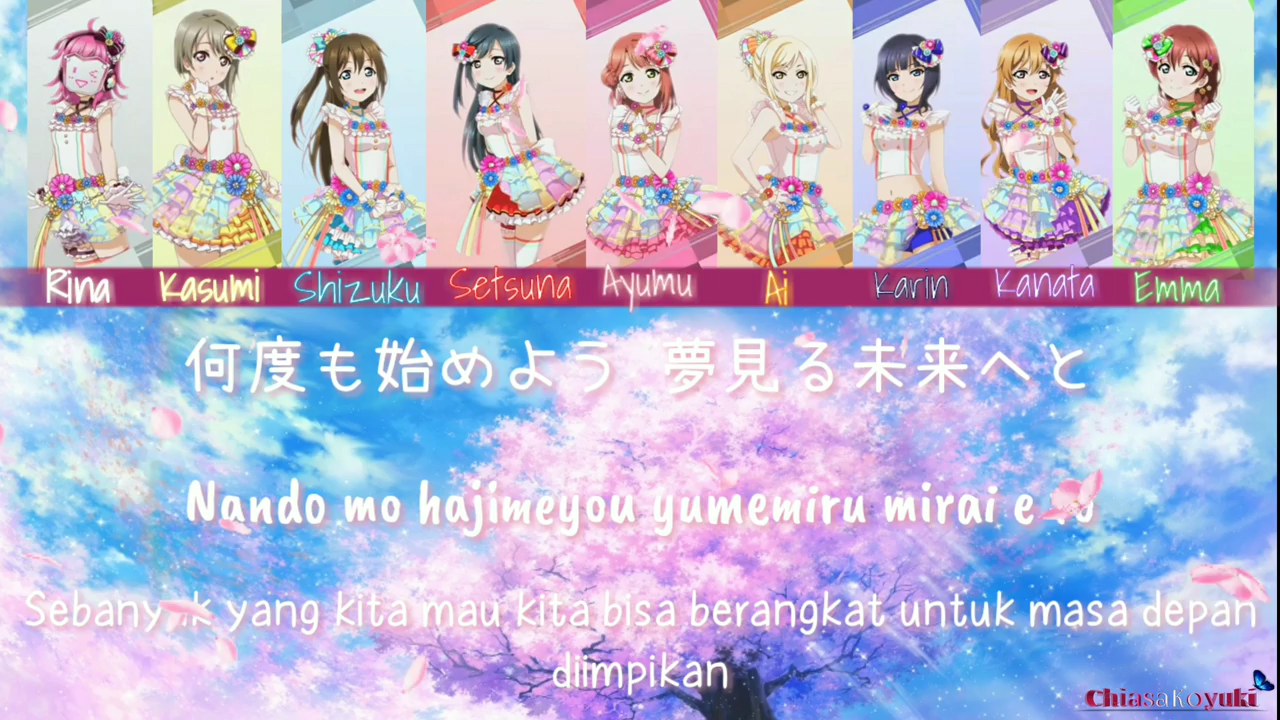 Rina Kasumi Shizuku Setsuna Ayumu Ai Karin Kanata Emma
何度も始めよう 夢見る未来へと
Nando mo hajimeyou yumemiru mirai e
yang kita mau kita bisa berangkat untuk masa depan
diimpikan
Chiasakoyuki